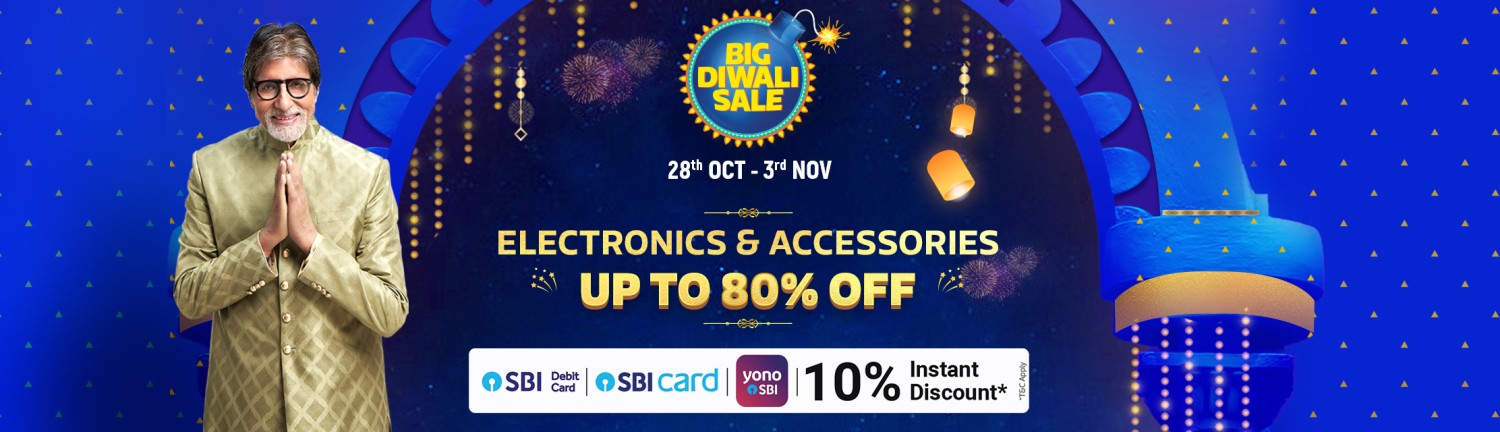 BIG
DIWALI
SALE
28th OCT - 3rd NOV
ELECTRONICS & ACCESSORIES
UP TO 80% OFF
SBI Debit Card
SBI card
yono SBI
10% Instant Discount*
*T&C Apply